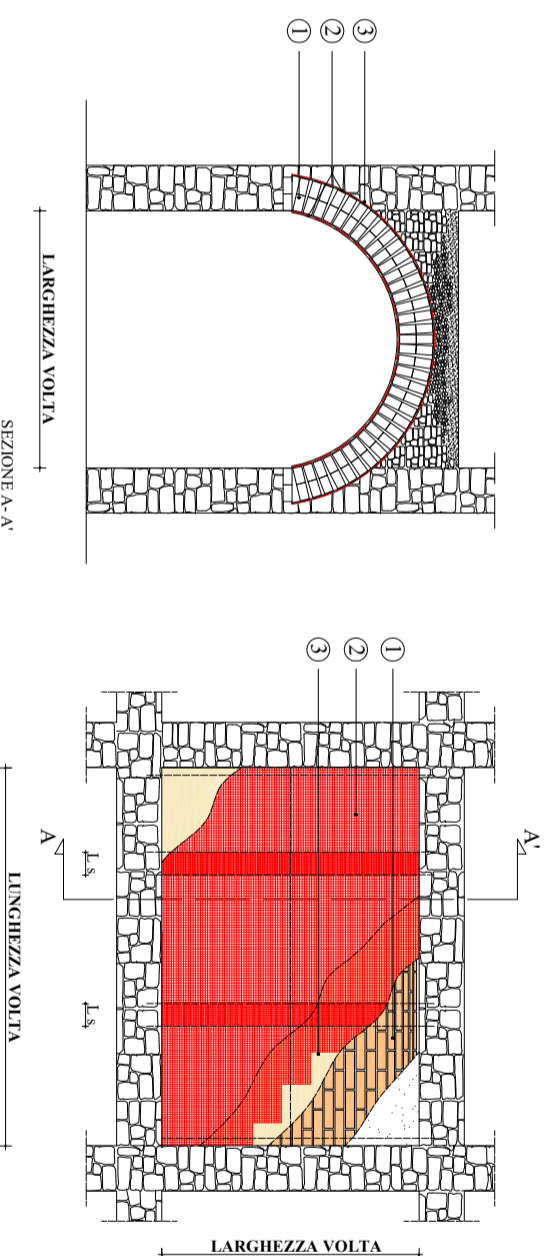 ①
②
③
LARGHEZZA VOLTA
SEZIONE A- A'
③
②
①
A
A'
Ls
Ls
LUNGHEZZA VOLTA
LARGHEZZA VOLTA